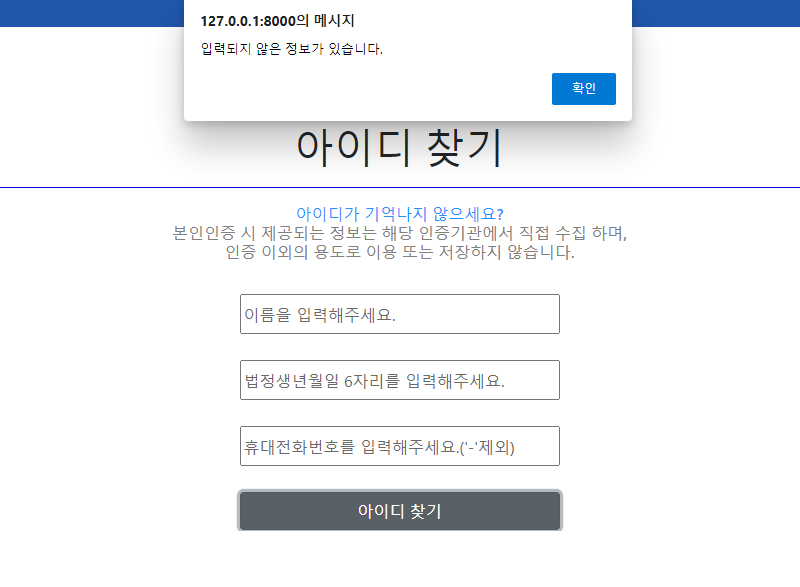 127.0.0.1:8000의 메시지
입력되지 않은 정보가 있습니다.
확인
아이디 찾기
아이디가 기억나지 않으세요?
본인인증 시 제공되는 정보는 해당 인증기관에서 직접 수집 하며,
인증 이외의 용도로 이용 또는 저장하지 않습니다.
이름을 입력해주세요.
법정생년월일 6자리를 입력해주세요.
휴대전화번호를 입력해주세요.('-'제외)
아이디 찾기